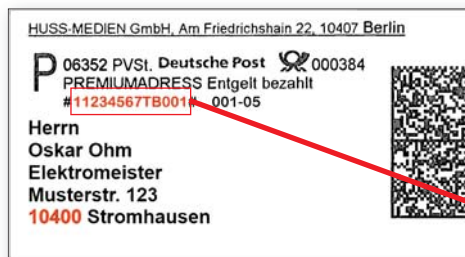 HUSS-MEDIEN GmbH, Am Friedrichshain 22, 10407 Berlin
P 06352 PVSt. Deutsche Post 000384
PREMIUMADRESS Entgelt bezahlt
#11234567TB001# 001-05
Herrn
Oskar Ohm
Elektromeister
Musterstr. 123
10400 Stromhausen